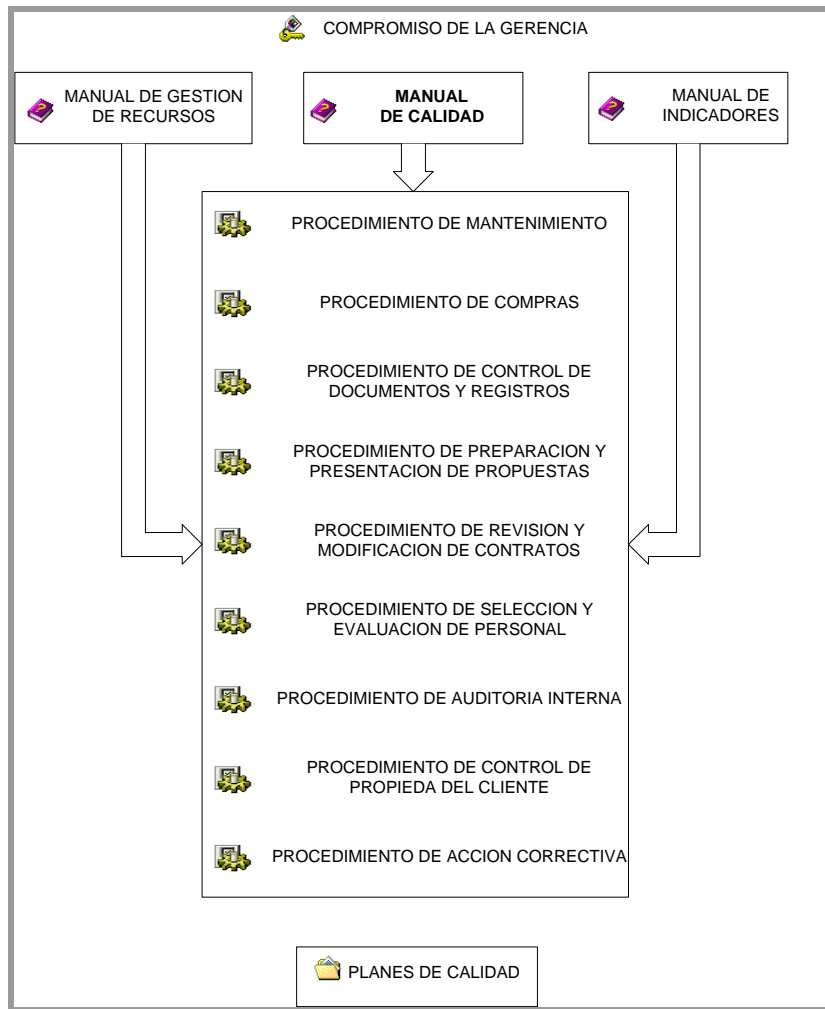 COMPROMISO DE LA GERENCIA
MANUAL DE GESTION
DE RECURSOS
MANUAL
DE CALIDAD
MANUAL DE
INDICADORES
PROCEDIMIENTO DE MANTENIMIENTO
PROCEDIMIENTO DE COMPRAS
PROCEDIMIENTO DE CONTROL DE
DOCUMENTOS Y REGISTROS
PROCEDIMIENTO DE PREPARACION Y
PRESENTACION DE PROPUESTAS
PROCEDIMIENTO DE REVISION Y
MODIFICACION DE CONTRATOS
PROCEDIMIENTO DE SELECCION Y
EVALUACION DE PERSONAL
PROCEDIMIENTO DE AUDITORIA INTERNA
PROCEDIMIENTO DE CONTROL DE
PROPIEDA DEL CLIENTE
PROCEDIMIENTO DE ACCION CORRECTIVA
PLANES DE CALIDAD